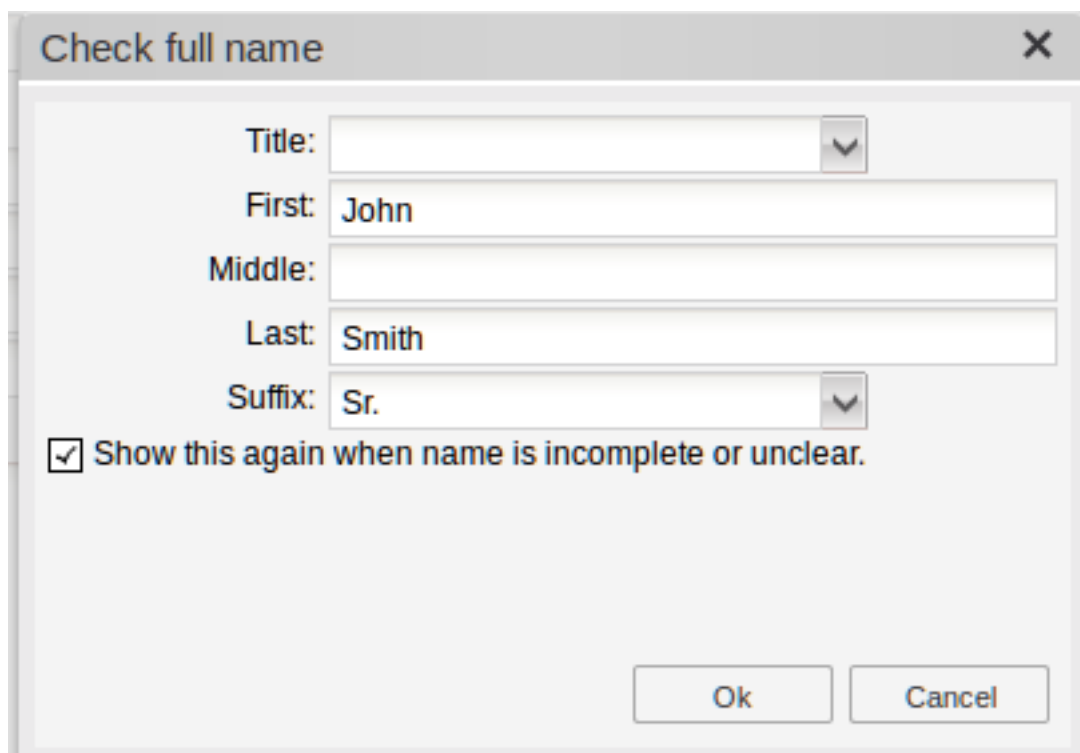 Check full name
Title:
First: John
Middle:
Last: Smith
Suffix: Sr.
Show this again when name is incomplete or unclear.
Ok Cancel